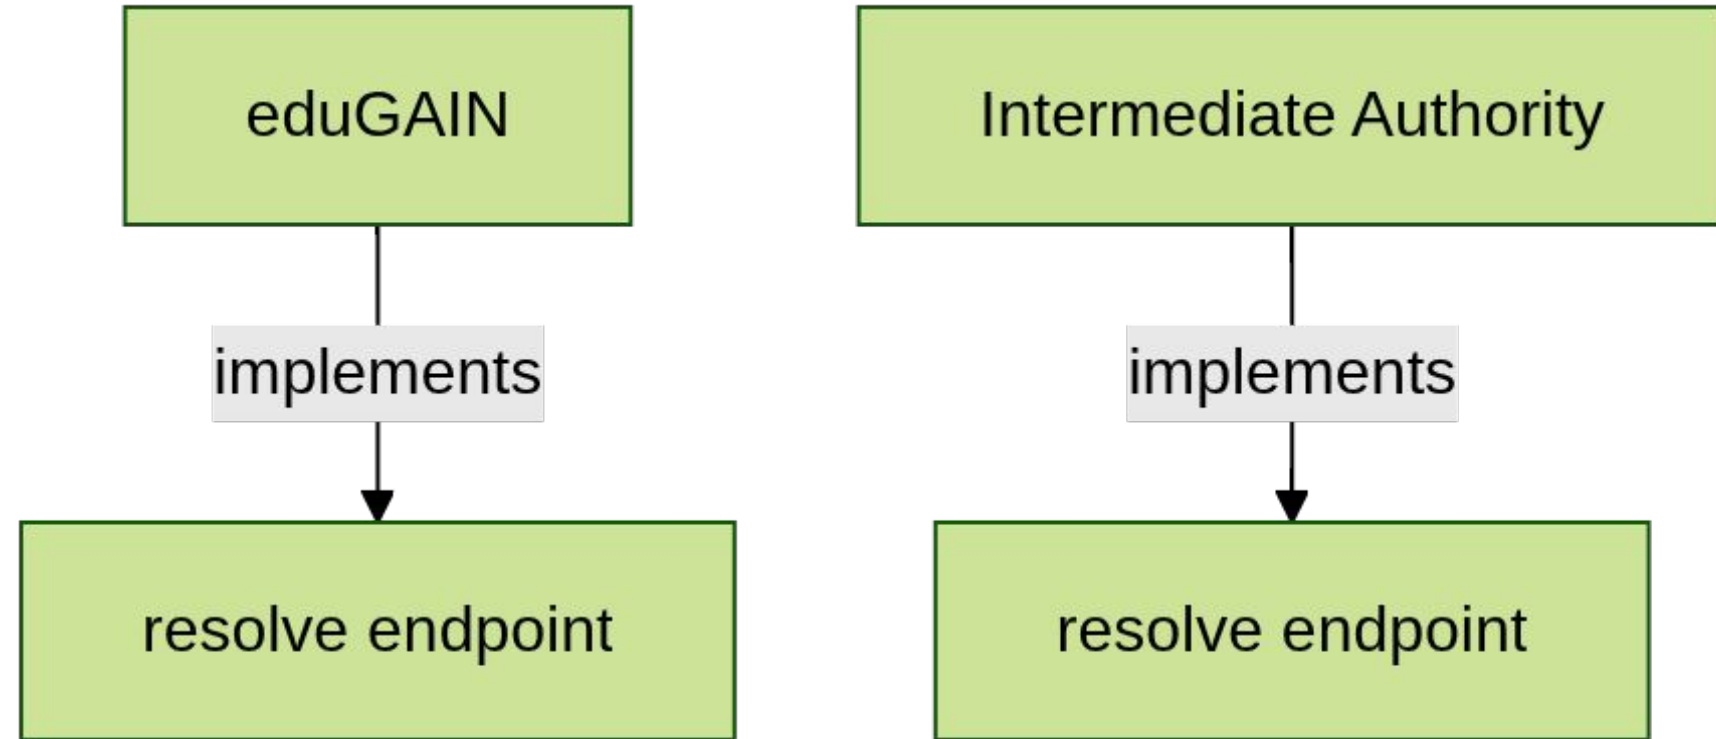 eduGAIN
Intermediate Authority
implements
implements
resolve endpoint
resolve endpoint